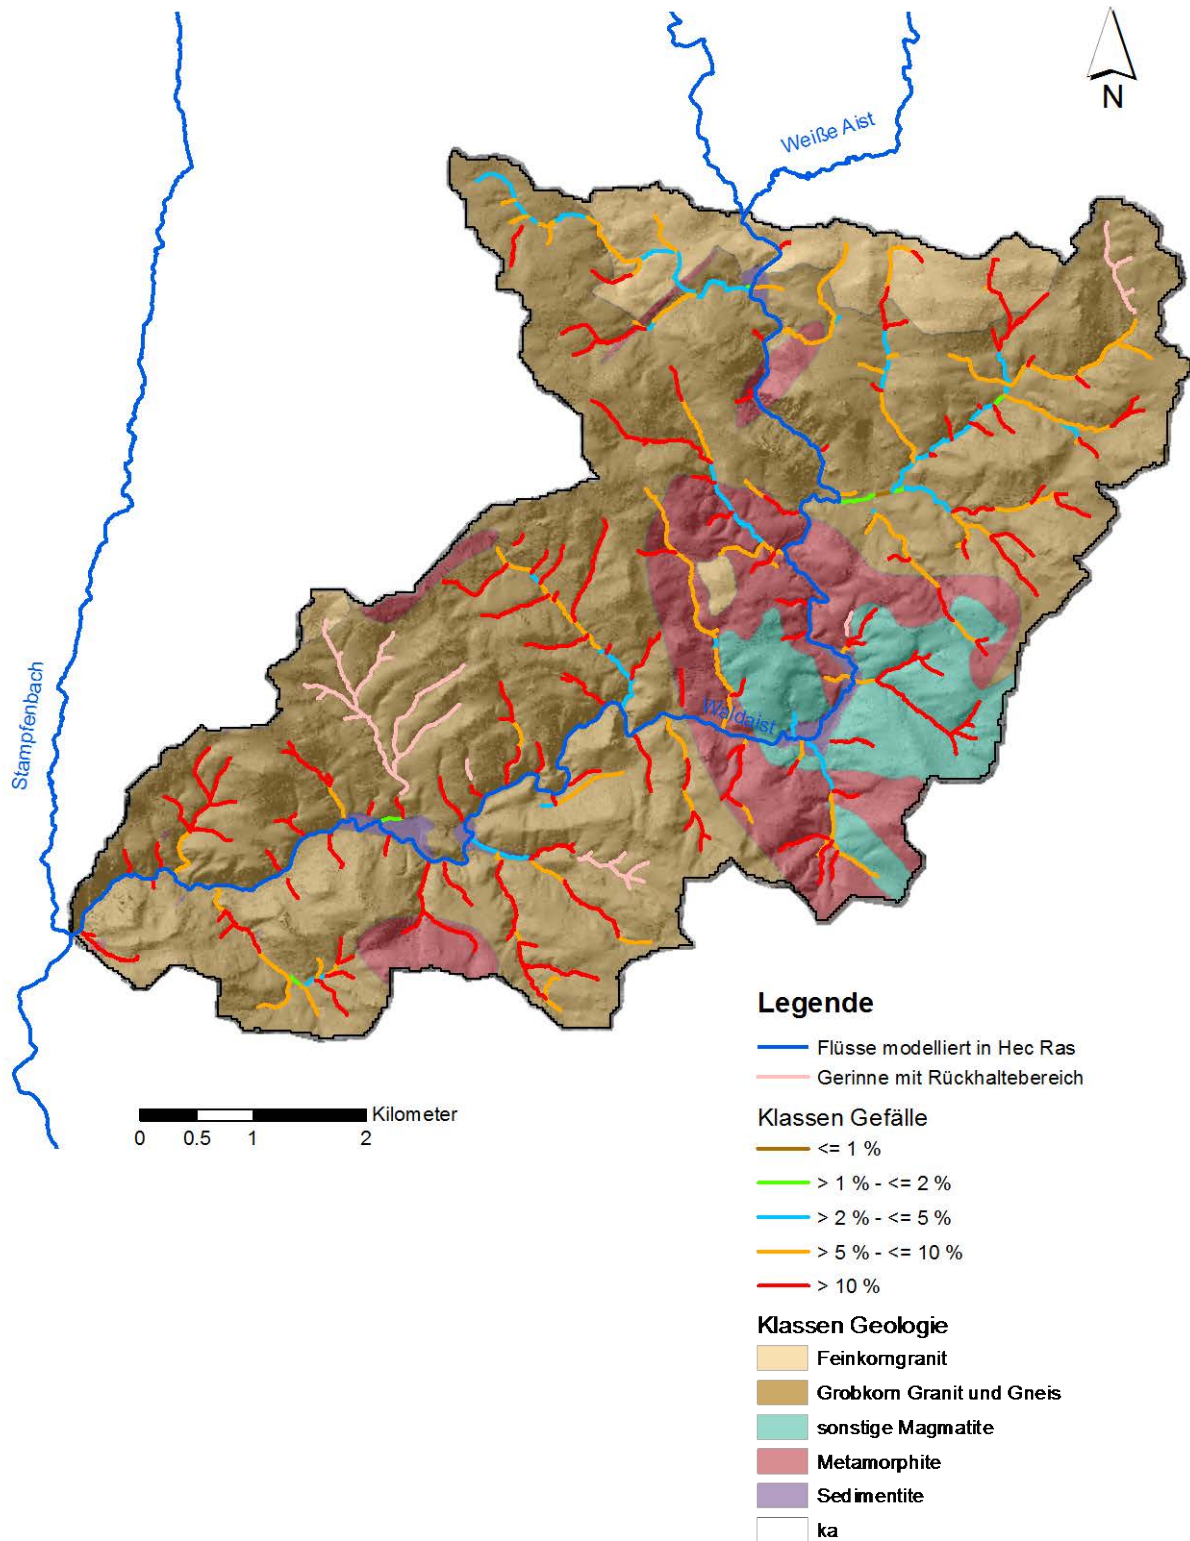 N
Weiße Aist
Stampfenbach
Waldaist
Legende
Flüsse modelliert in Hec Ras
Gerinne mit Rückhaltebereich
Klassen Gefälle
<= 1 %
> 1 % - <= 2 %
> 2 % - <= 5 %
> 5 % - <= 10 %
> 10 %
Klassen Geologie
Feinkorngranit
Grobkorn Granit und Gneis
sonstige Magmatite
Metamorphite
Sedimentite
ka
Kilometer
0 0.5 1 2